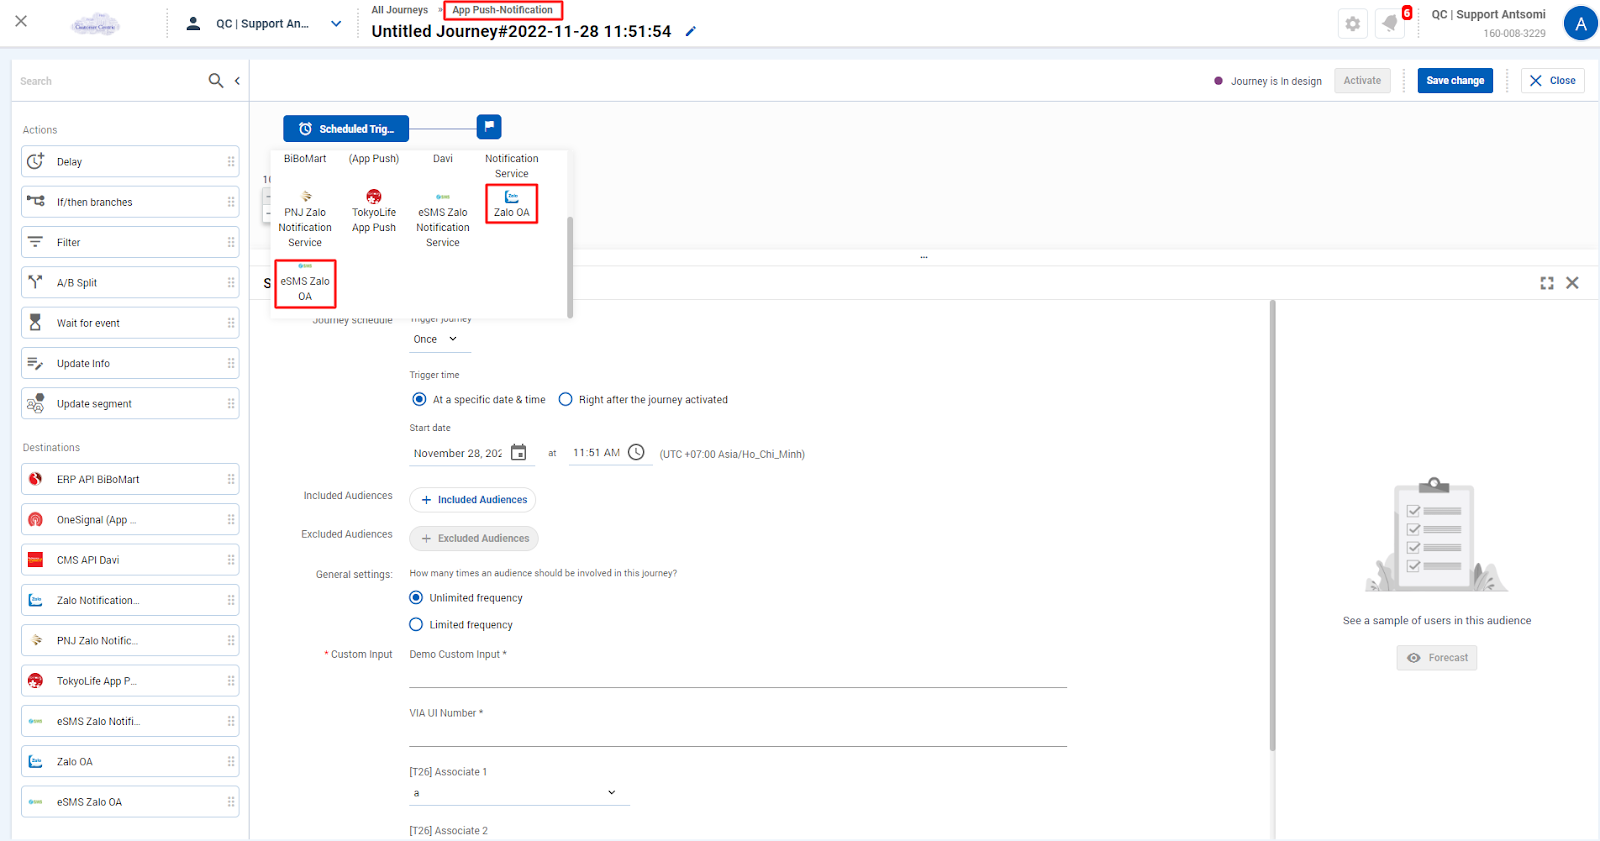 QC | Support An...
All Journeys » App Push-Notification
Untitled Journey#2022-11-28 11:51:54
6
QC | Support Antsomi
160-008-3229
A
Search
Journey is In design
Activate
Save change
Close
Actions
Delay
If/then branches
Filter
A/B Split
Wait for event
Update Info
Update segment
Destinations
ERP API BiBoMart
OneSignal (App ...
CMS API Davi
Zalo Notification...
PNJ Zalo Notific...
TokyoLife App P...
eSMS Zalo Notifi...
Zalo OA
eSMS Zalo OA
Scheduled Trig...
BiBoMart
(App Push)
Davi
Notification
Service
PNJ Zalo
Notification
Service
TokyoLife
App Push
eSMS Zalo
Notification
Service
Zalo OA
eSMS Zalo
OA
...
Journey schedule
Trigger journey
Once
Trigger time
At a specific date & time
Right after the journey activated
Start date
November 28, 202
at
11:51 AM
(UTC +07:00 Asia/Ho_Chi_Minh)
Included Audiences
+ Included Audiences
Excluded Audiences
+ Excluded Audiences
General settings:
How many times an audience should be involved in this journey?
Unlimited frequency
Limited frequency
* Custom Input
Demo Custom Input *
VIA UI Number *
[T26] Associate 1
a
[T26] Associate 2
See a sample of users in this audience
Forecast